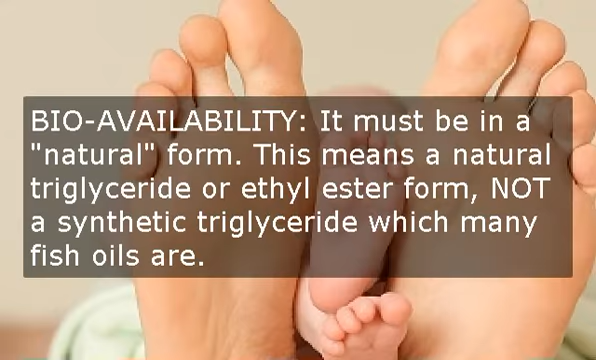 BIO-AVAILABILITY: It must be in a
"natural" form. This means a natural
triglyceride or ethyl ester form, NOT
a synthetic triglyceride which many
fish oils are.